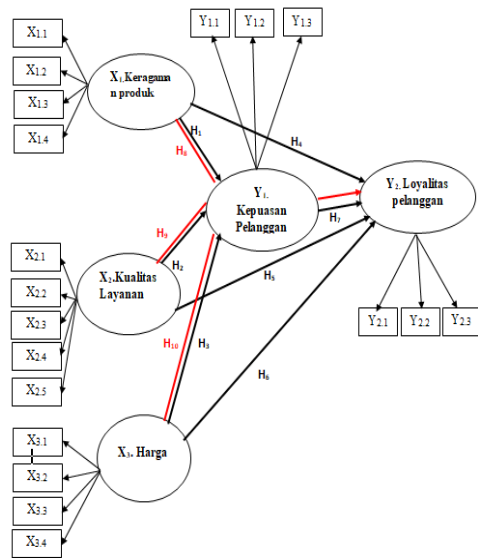 X1.1
X1.2
X1.3
X1.4
X1.Keragama
n produk
Y1.1
Y1.2
Y1.3
H1
H8
H4
Y1.
Kepuasan
Pelanggan
Y2.Loyalitas
pelanggan
H7
H9
H2
X2.1
X2.2
X2.3
X2.4
X2.5
X2.Kualitas
Layanan
H5
H10
H3
H6
Y2.1
Y2.2
Y2.3
X3.1
X3.2
X3.3
X3.4
X3. Harga